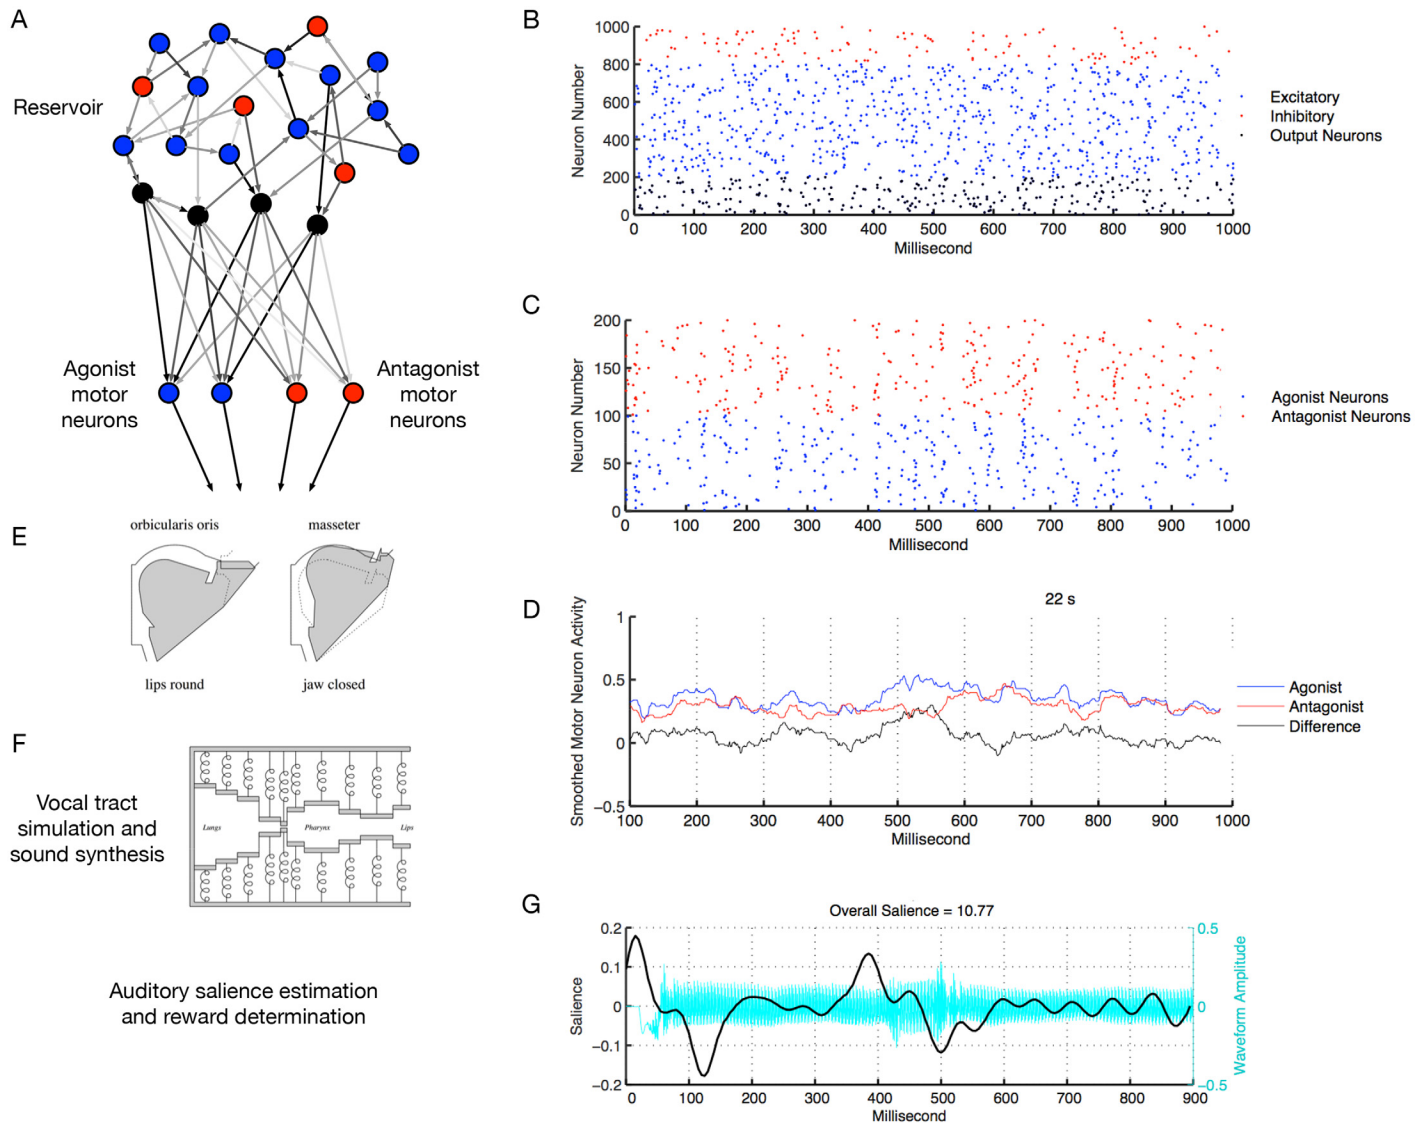 A
Reservoir
Agonist
motor
neurons
Antagonist
motor
neurons
B
Neuron Number
1000
800
600
400
200
0
0 100 200 300 400 500 600 700 800 900 1000
Millisecond
Excitatory
Inhibitory
Output Neurons
C
Neuron Number
200
150
100
50
0
0 100 200 300 400 500 600 700 800 900 1000
Millisecond
Agonist Neurons
Antagonist Neurons
D
22 s
Smoothed Motor Neuron Activity
1
0.5
0
−0.5
100 200 300 400 500 600 700 800 900 1000
Millisecond
Agonist
Antagonist
Difference
E
orbicularis oris masseter
lips round jaw closed
F
Vocal tract
simulation and
sound synthesis
Lungs Pharynx Lips
Auditory salience estimation
and reward determination
G
Overall Salience = 10.77
Salience
0.2
0.1
0
−0.1
−0.2
0 100 200 300 400 500 600 700 800 900
Millisecond
0.5
0
−0.5
Waveform Amplitude